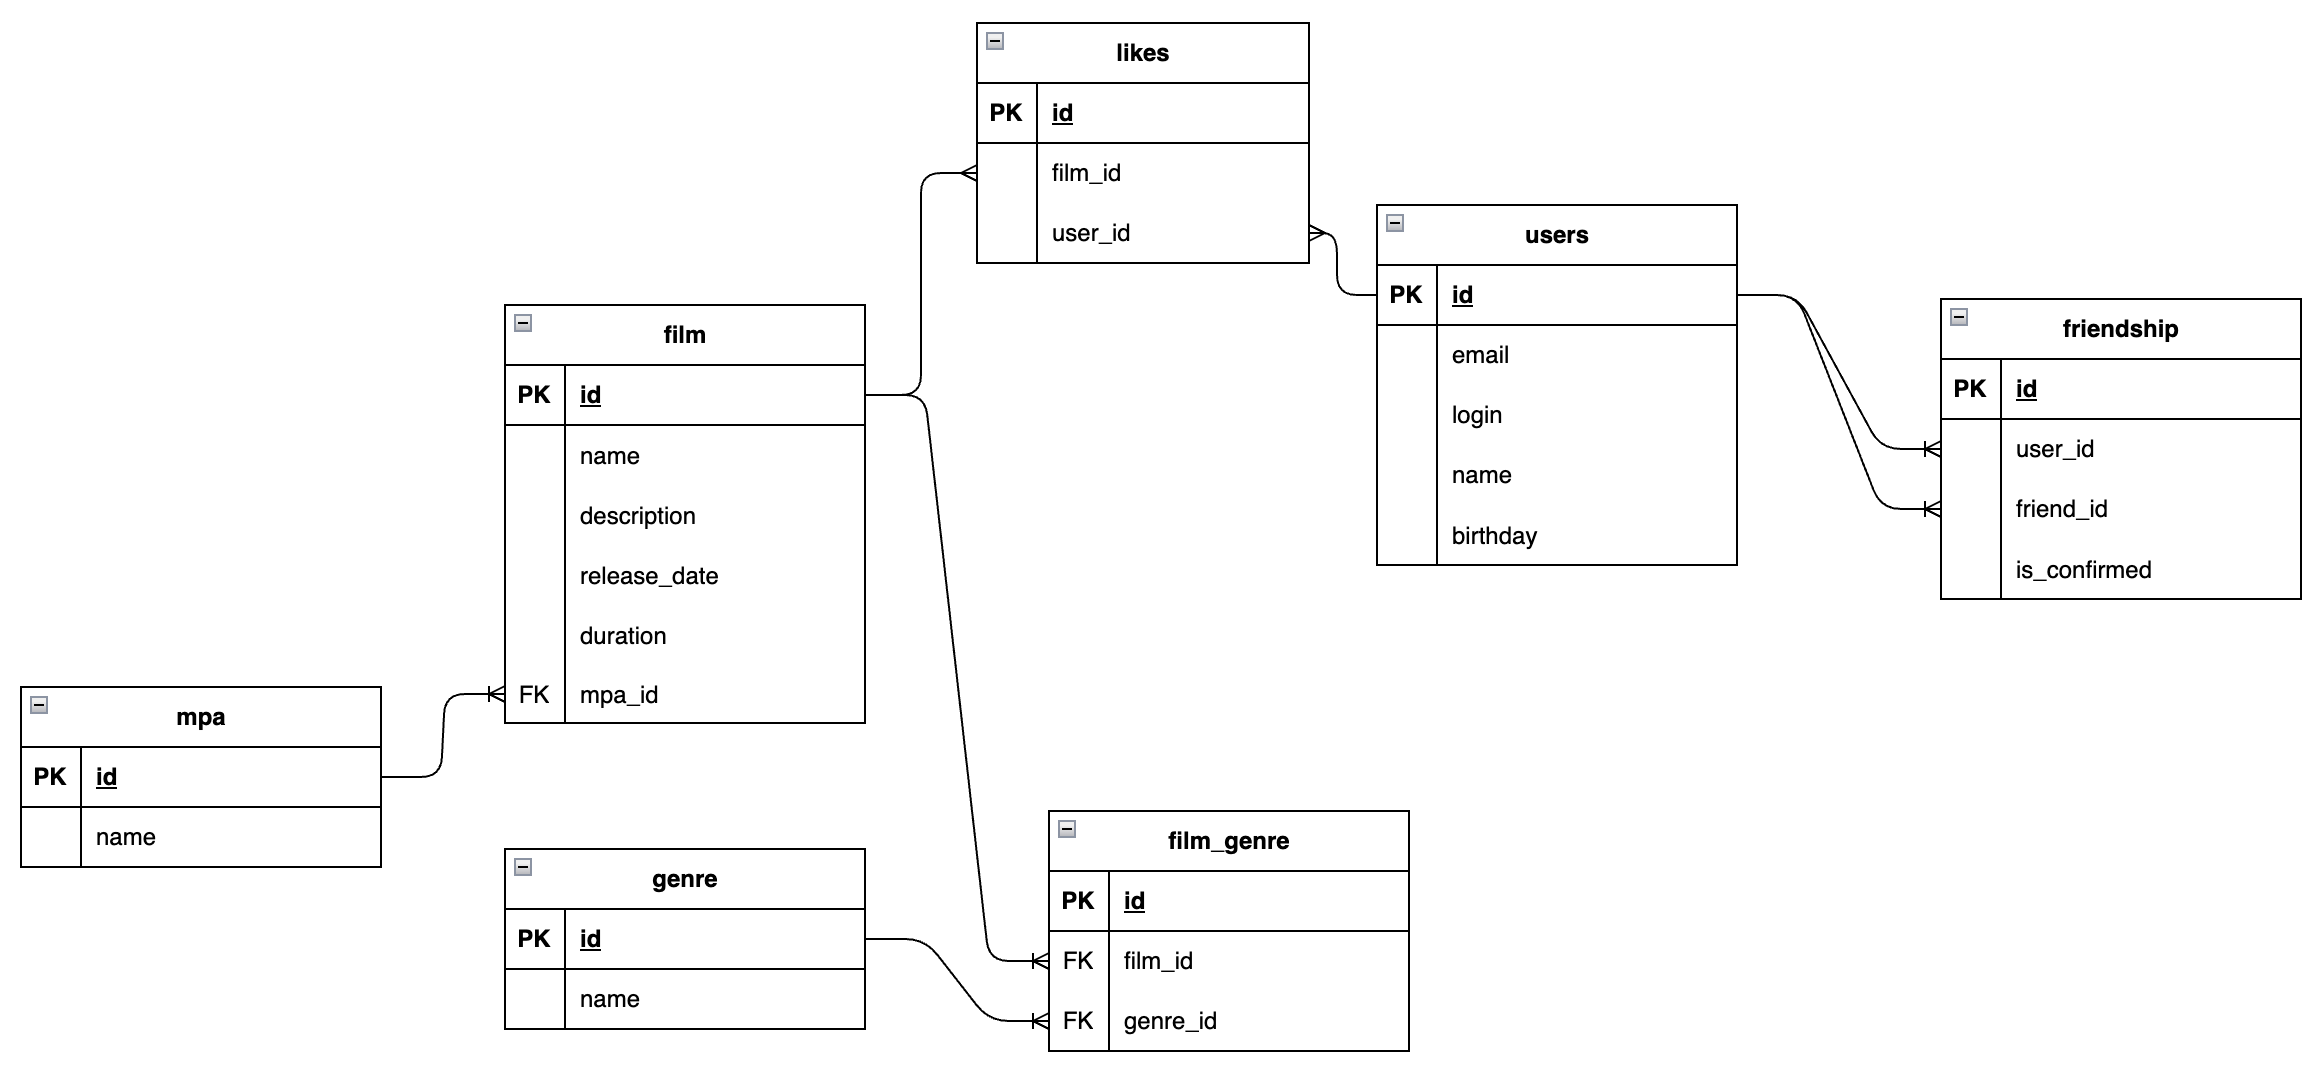 likes
PK id
film_id
user_id
users
PK id
email
login
name
birthday
friendship
PK id
user_id
friend_id
is_confirmed
film
PK id
name
description
release_date
duration
FK mpa_id
mpa
PK id
name
genre
PK id
name
film_genre
PK id
FK film_id
FK genre_id